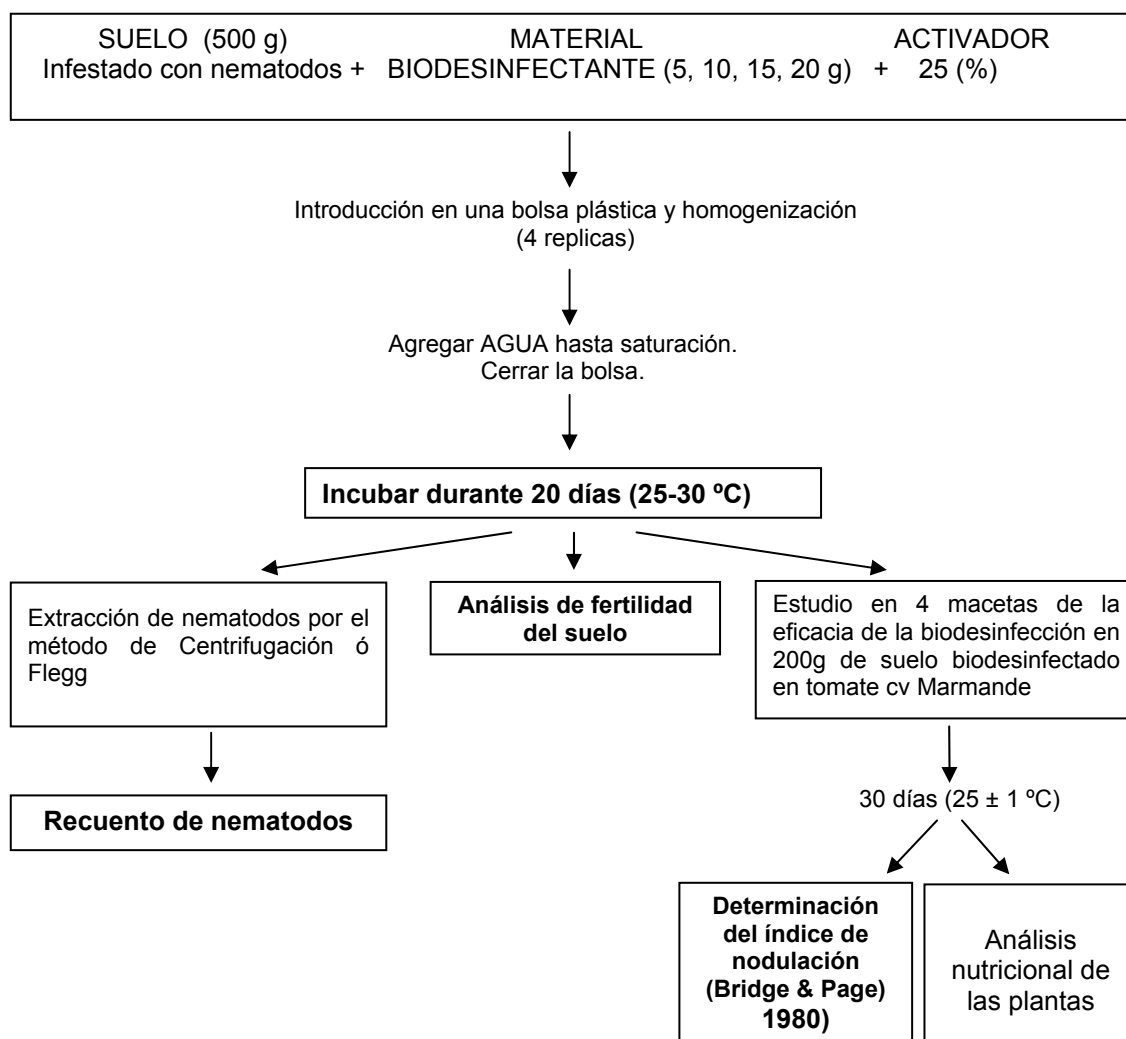 SUELO (500 g) MATERIAL ACTIVADOR
Infestado con nematodos + BIODESINFECTANTE (5, 10, 15, 20 g) + 25 (%)
Introducción en una bolsa plástica y homogenización
(4 replicas)
Agregar AGUA hasta saturación.
Cerrar la bolsa.
Incubar durante 20 días (25-30 ºC)
Extracción de nematodos por el
método de Centrifugación ó
Flegg
Análisis de fertilidad
del suelo
Estudio en 4 macetas de la
eficacia de la biodesinfección en
200g de suelo biodesinfectado
en tomate cv Marmande
Recuento de nematodos
30 días (25 ± 1 ºC)
Determinación
del índice de
nodulación
(Bridge & Page)
1980)
Análisis
nutricional de
las plantas